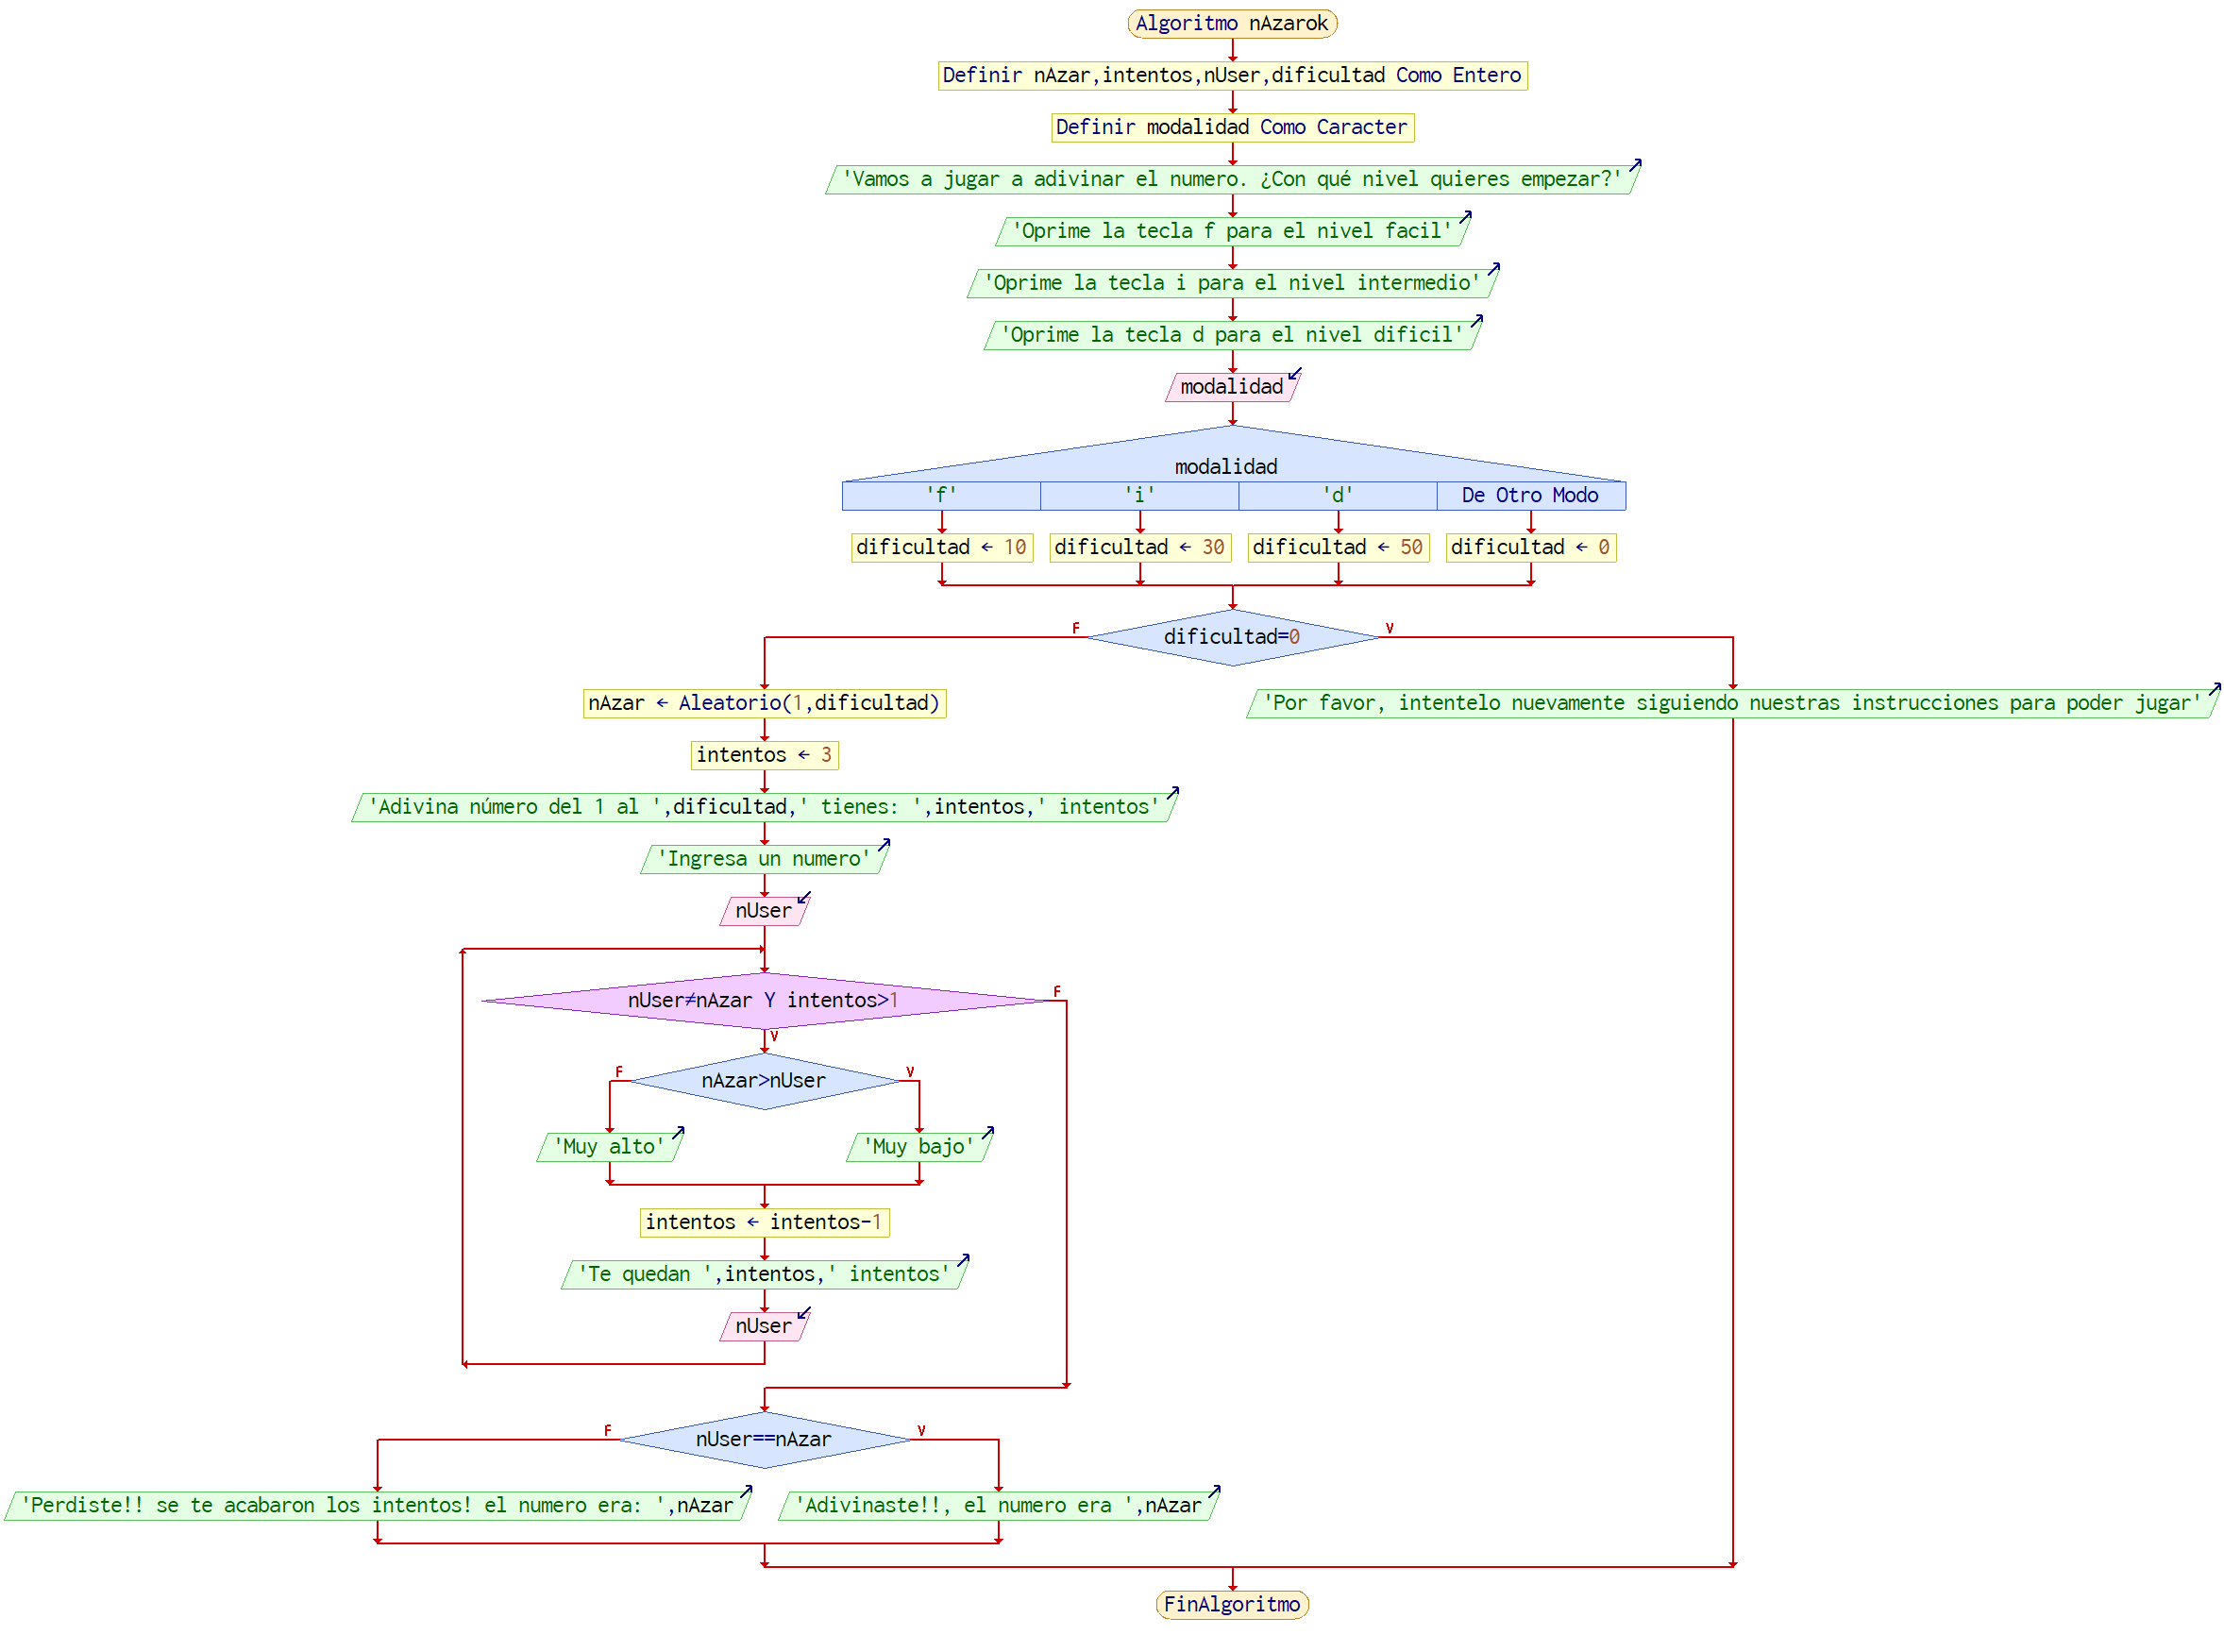 Algoritmo nAzarok
Definir nAzar,intentos,nUser,dificultad Como Entero
Definir modalidad Como Caracter
'Vamos a jugar a adivinar el numero. ¿Con qué nivel quieres empezar?'
'Oprime la tecla f para el nivel facil'
'Oprime la tecla i para el nivel intermedio'
'Oprime la tecla d para el nivel dificil'
modalidad
modalidad
'f' 'i' 'd' De Otro Modo
dificultad ← 10 dificultad ← 30 dificultad ← 50 dificultad ← 0
F dificultad=0 V
nAzar ← Aleatorio(1,dificultad) 'Por favor, intentelo nuevamente siguiendo nuestras instrucciones para poder jugar'
intentos ← 3
'Adivina número del 1 al ',dificultad,' tienes: ',intentos,' intentos'
'Ingresa un numero'
nUser
nUser≠nAzar Y intentos>1 F
V
F nAzar>nUser V
'Muy alto' 'Muy bajo'
intentos ← intentos-1
'Te quedan ',intentos,' intentos'
nUser
F nUser==nAzar V
'Perdiste!! se te acabaron los intentos! el numero era: ',nAzar 'Adivinaste!!, el numero era ',nAzar
FinAlgoritmo